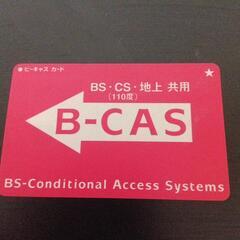 ビーキャス カード
BS・CS・地上 共用
(110度)
B-CAS
BS-Conditional Access Systems